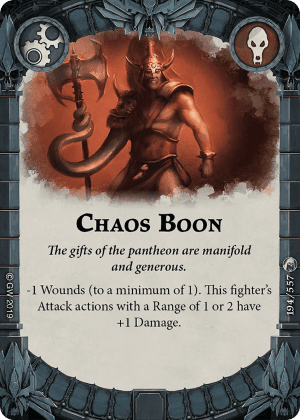 Chaos Boon
The gifts of the pantheon are manifold
and generous.
-1 Wounds (to a minimum of 1). This fighter's
Attack actions with a Range of 1 or 2 have
+1 Damage.
© GW 2019
194/557